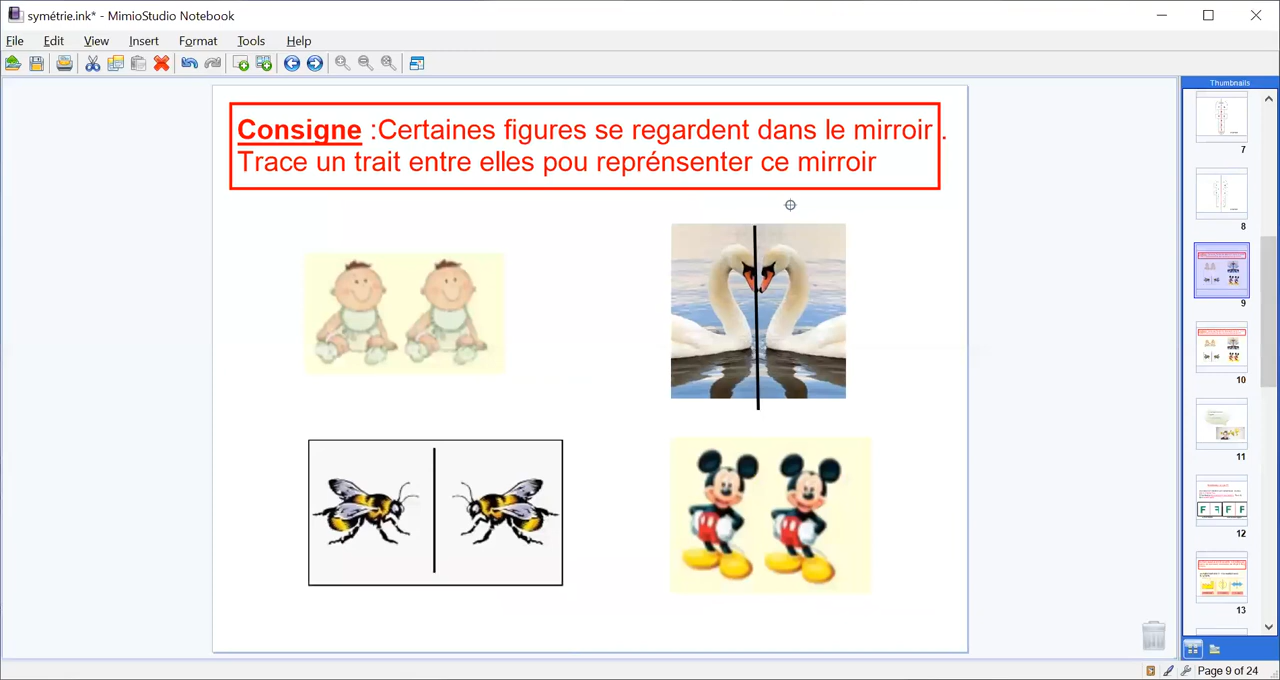 symétrie.ink* - MimioStudio Notebook
File Edit View Insert Format Tools Help
Consigne :Certaines figures se regardent dans le mirroir .
Trace un trait entre elles pou reprénsenter ce mirroir
Thumbnails
7
8
9
10
11
12
F F F F
13
Page 9 of 24